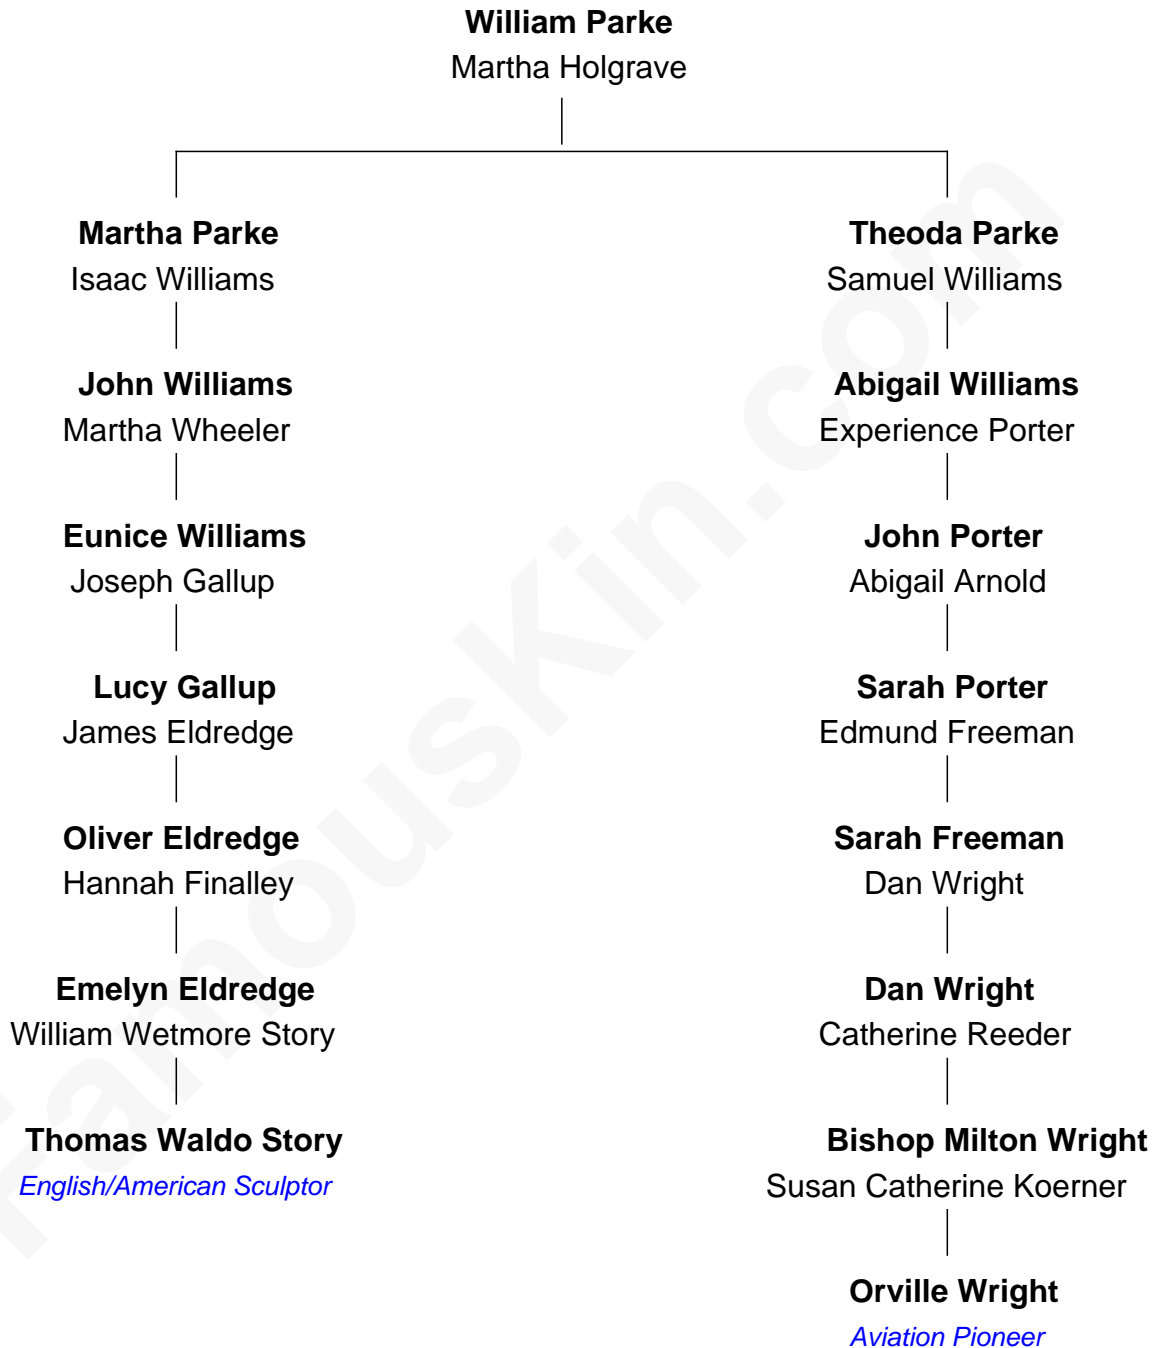 William Parke
Martha Holgrave
Martha Parke
Isaac Williams
Theoda Parke
Samuel Williams
John Williams
Martha Wheeler
Abigail Williams
Experience Porter
Eunice Williams
Joseph Gallup
John Porter
Abigail Arnold
Lucy Gallup
James Eldredge
Sarah Porter
Edmund Freeman
Oliver Eldredge
Hannah Finalley
Sarah Freeman
Dan Wright
Emelyn Eldredge
William Wetmore Story
Dan Wright
Catherine Reeder
Thomas Waldo Story
English/American Sculptor
Bishop Milton Wright
Susan Catherine Koerner
Orville Wright
Aviation Pioneer
FamousKin.com